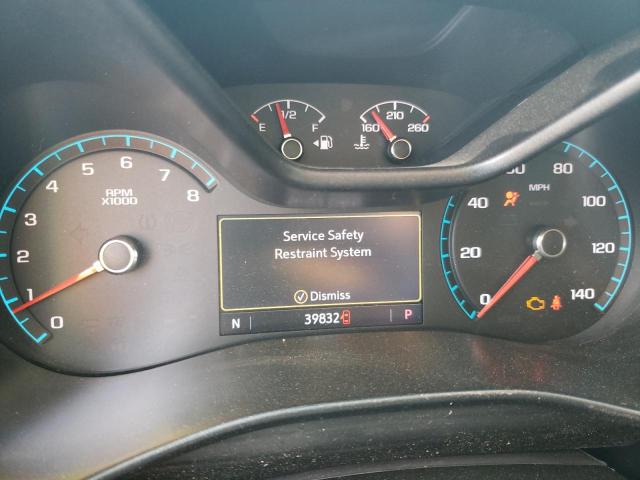 1/2
E F
210
160 260
4 5 6 7 8
3 2 1 0
RPM
X1000
60 80
40 MPH 100
20 120
0 140
Service Safety
Restraint System
Dismiss
N 39832 P